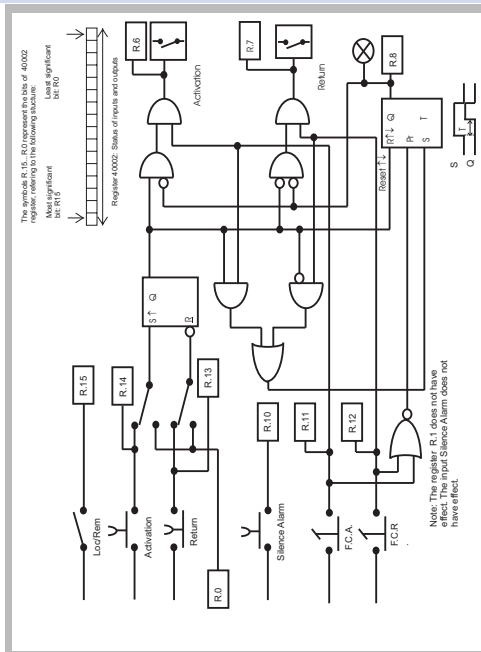 The symbols R.15... R.0 represent the bits of 40002
register, refering to the following stucture:
Most significant
bit: R15
Least significant
bit: R0
Register 40002: Status of inputs and outputs
R.6
Activation
R.7
Return
R.8
Reset ↑↓
R↑↓ Q
Pr
S T
S
Q
T
S ↑ Q
R
R.15
R.14
R.13
R.10
R.11
R.12
Loc/Rem
Activation
Return
R.0
Silence Alarm
F.C.A.
F.C.R
.
Note: The register R.1 does not have
effect. The input Silence Alarm does not
have effect.